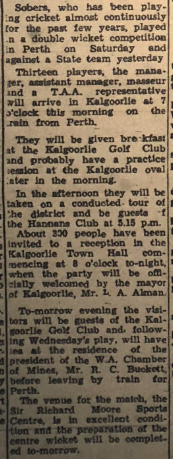 Sobers, who has been play-
ing cricket almost continuously
for the past few years, played
in a double wicket competition
in Perth on Saturday and
against a State team yesterday
Thirteen players, the mana-
ger, assistant manager, masseur
and a T.A.A. representative
will arrive in Kalgoorlie at 7
o'clock this morning on the
rain from Perth.
They will be given bre kfast
at the Kalgoorlie Golf Club
and probably have a practice
session at the Kalgoorlie oval
ater in the morning.
In the afternoon they will be
taken on a conducted tour of
the district and be guests f
the Hannans Club at 5.15 p.m.
About 350 people have been
invited to a reception in the
Kalgoorlie Town Hall com-
mencing at 8 o'clock to-night,
when the party will be offi-
cially welcomed by the mayor
of Kalgoorlie, Mr. L. A. Alman.
To-morrow evening the visi-
tors will be guests of the Kal-
goorlie Golf Club and, follow-
ing Wednesday's play, will have
tea at the residence of the
president of the W.A. Chamber
of Mines, Mr. R. C. Buckett,
before leaving by train for
Perth.
The venue for the match, the
Sir Richard Moore Sports
Centre, is in excellent condi-
tion and the preparation of the
centre wicket will be complet-
ed to-morrow.